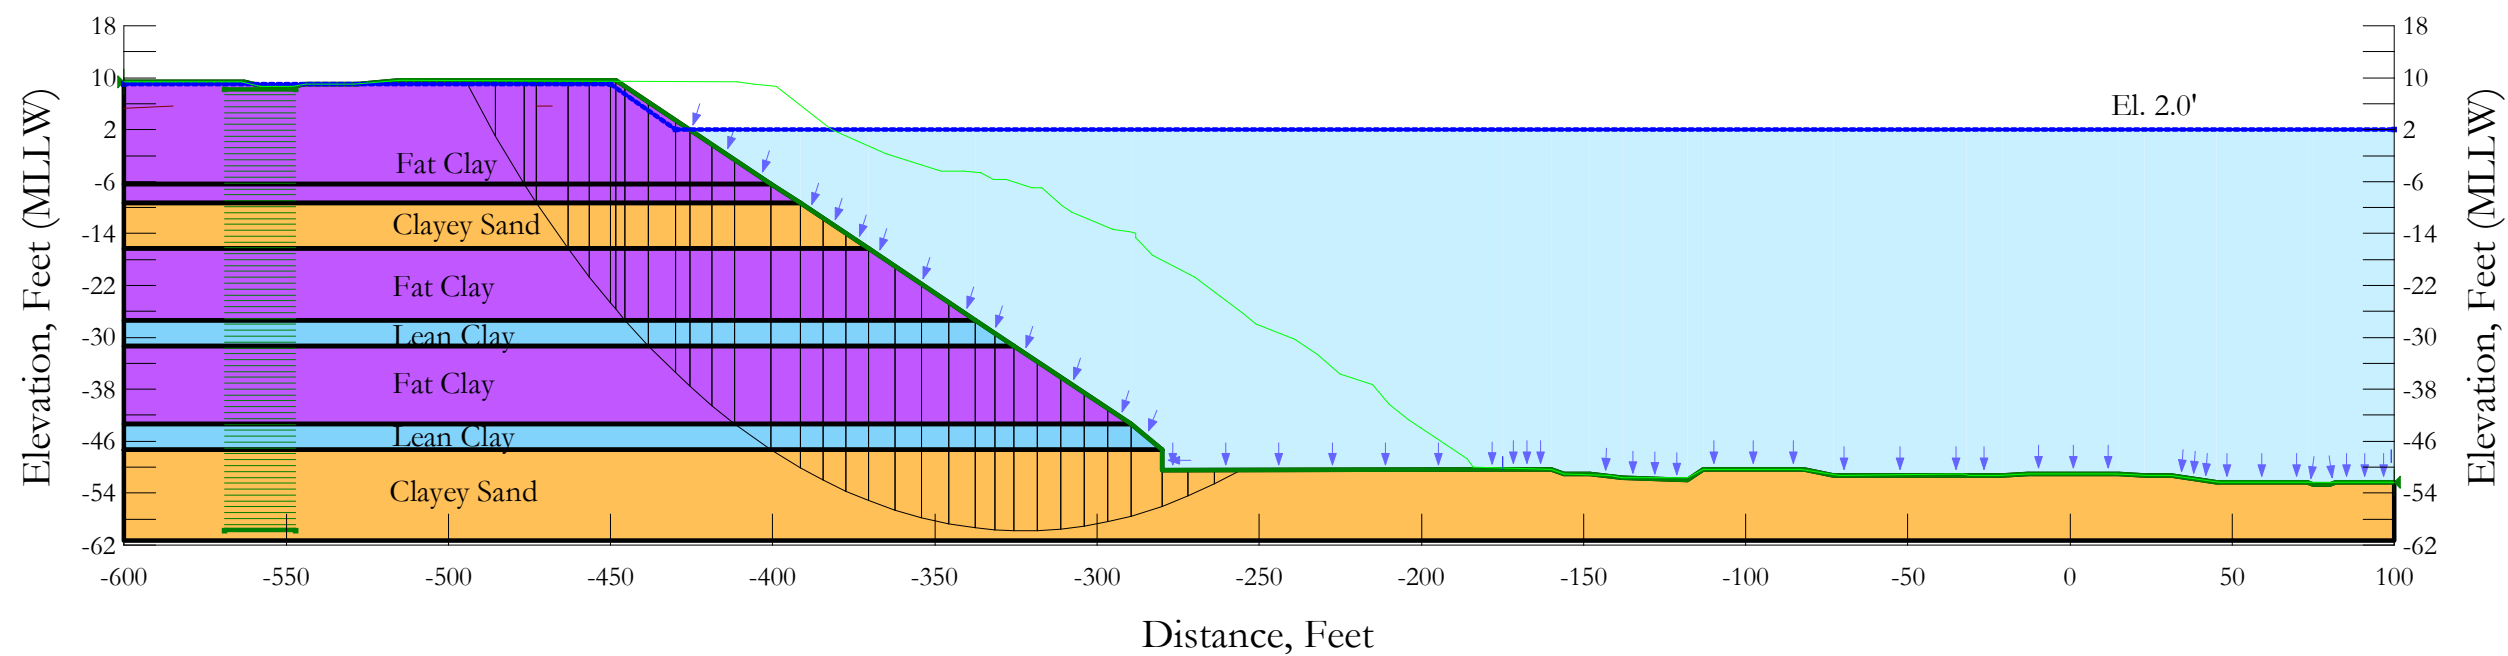 18
10
2
-6
-14
-22
-30
-38
-46
-54
-62
Elevation, Feet (MLLW)
Fat Clay
Clayey Sand
Fat Clay
Lean Clay
Fat Clay
Lean Clay
Clayey Sand
El. 2.0'
18
10
2
-6
-14
-22
-30
-38
-46
-54
-62
Elevation, Feet (MLLW)
-600 -550 -500 -450 -400 -350 -300 -250 -200 -150 -100 -50 0 50 100
Distance, Feet